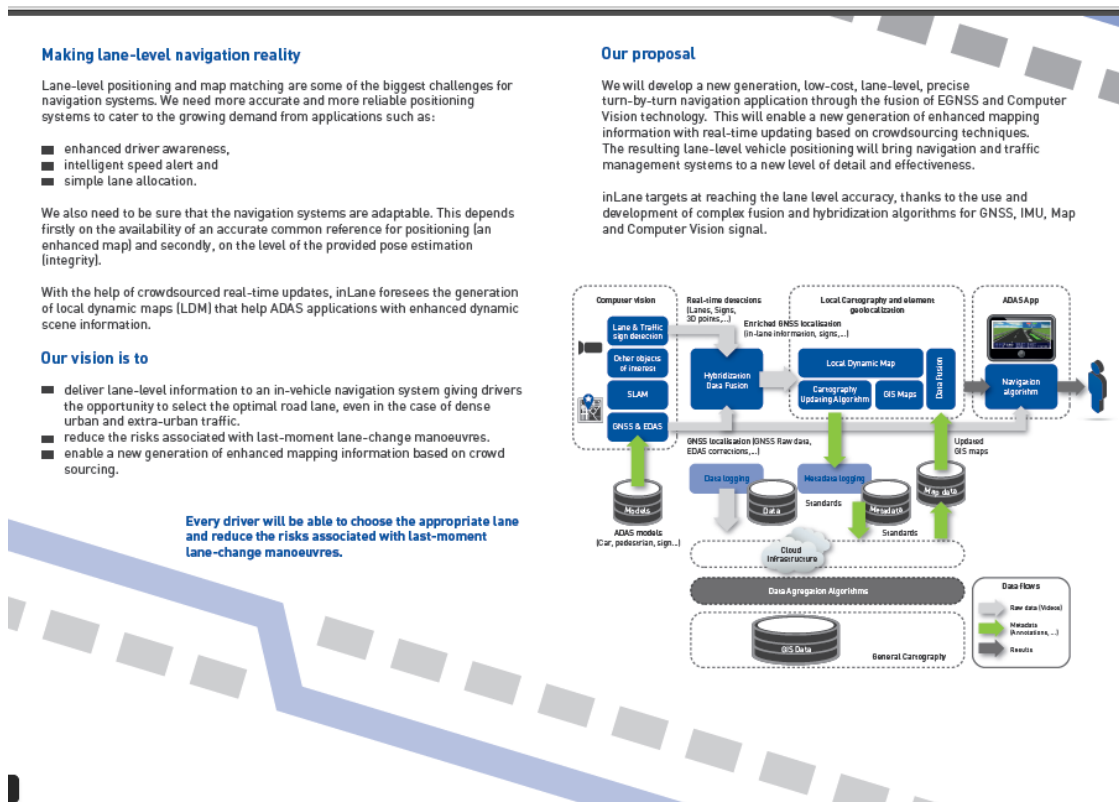 Making lane-level navigation reality
Lane-level positioning and map matching are some of the biggest challenges for
navigation systems. We need more accurate and more reliable positioning
systems to cater to the growing demand from applications such as:
enhanced driver awareness,
intelligent speed alert and
simple lane allocation.
We also need to be sure that the navigation systems are adaptable. This depends
firstly on the availability of an accurate common reference for positioning (an
enhanced map) and secondly, on the level of the provided pose estimation
(integrity).
With the help of crowdsourced real-time updates, inLane foresees the generation
of local dynamic maps (LDM) that help ADAS applications with enhanced dynamic
scene information.
Our vision is to
deliver lane-level information to an in-vehicle navigation system giving drivers
the opportunity to select the optimal road lane, even in the case of dense
urban and extra-urban traffic.
reduce the risks associated with last-moment lane-change manoeuvres.
enable a new generation of enhanced mapping information based on crowd
sourcing.
Every driver will be able to choose the appropriate lane
and reduce the risks associated with last-moment
lane-change manoeuvres.
Our proposal
We will develop a new generation, low-cost, lane-level, precise
turn-by-turn navigation application through the fusion of EGNSS and Computer
Vision technology. This will enable a new generation of enhanced mapping
information with real-time updating based on crowdsourcing techniques.
The resulting lane-level vehicle positioning will bring navigation and traffic
management systems to a new level of detail and effectiveness.
inLane targets at reaching the lane level accuracy, thanks to the use and
development of complex fusion and hybridization algorithms for GNSS, IMU, Map
and Computer Vision signal.
Computer vision
Lane & Traffic
sign detection
Other objects
of interest
SLAM
GNSS & EDAS
Real-time detections
(Lanes, Signs,
3D points,...)
Enriched GNSS localisation
(in-lane information, signs,...)
Hybridization
Data Fusion
GNSS localisation (GNSS Raw data,
EDAS corrections,...)
Local Cartography and element
geolocalization
Local Dynamic Map
Cartography
Updating Algorithm
GIS Maps
Data Fusion
ADAS App
Navigation
algorithm
Updated
GIS maps
Models
ADAS models
(Car, pedestrian, sign...)
Data logging
Data
Metadata logging
Standards
Metadata
Map data
Standards
Cloud
Infrastructure
Data Agregation Algorithms
GIS Data
General Cartography
Data flows
Raw data (Videos)
Metadata
(Annotations, ...)
Results